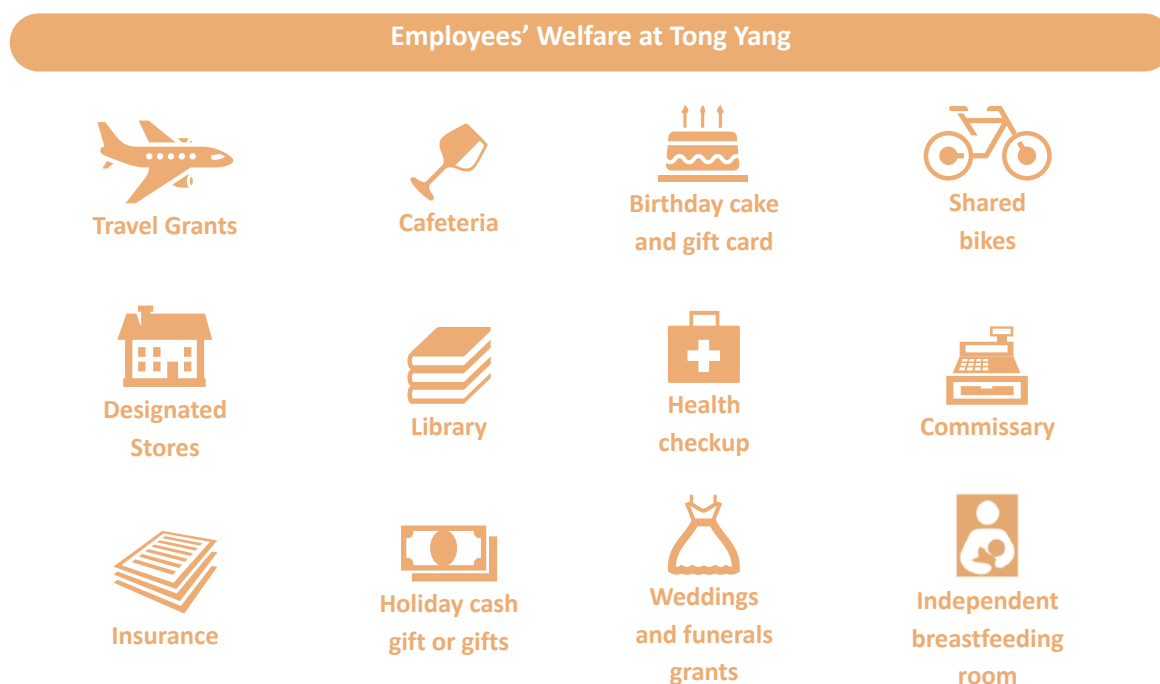 Employees’ Welfare at Tong Yang
Travel Grants
Cafeteria
Birthday cake
and gift card
Shared
bikes
Designated
Stores
Library
Health
checkup
Commissary
Insurance
Holiday cash
gift or gifts
Weddings
and funerals
grants
Independent
breastfeeding
room